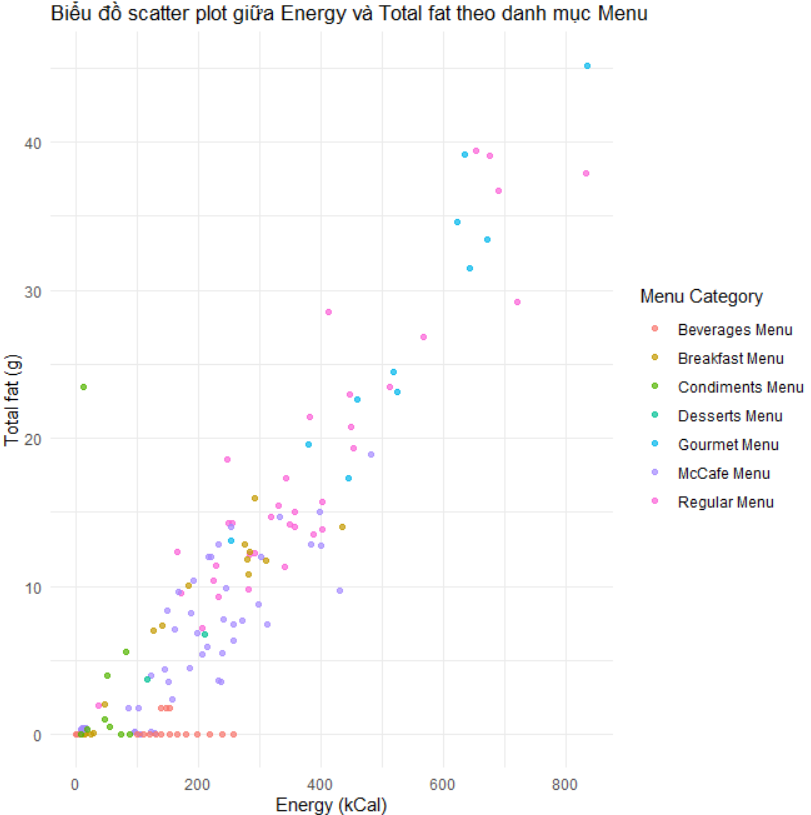 Biểu đồ scatter plot giữa Energy và Total fat theo danh mục Menu
40
30
20
10
0
Total fat (g)
0 200 400 600 800
Energy (kCal)
Menu Category
Beverages Menu
Breakfast Menu
Condiments Menu
Desserts Menu
Gourmet Menu
McCafe Menu
Regular Menu